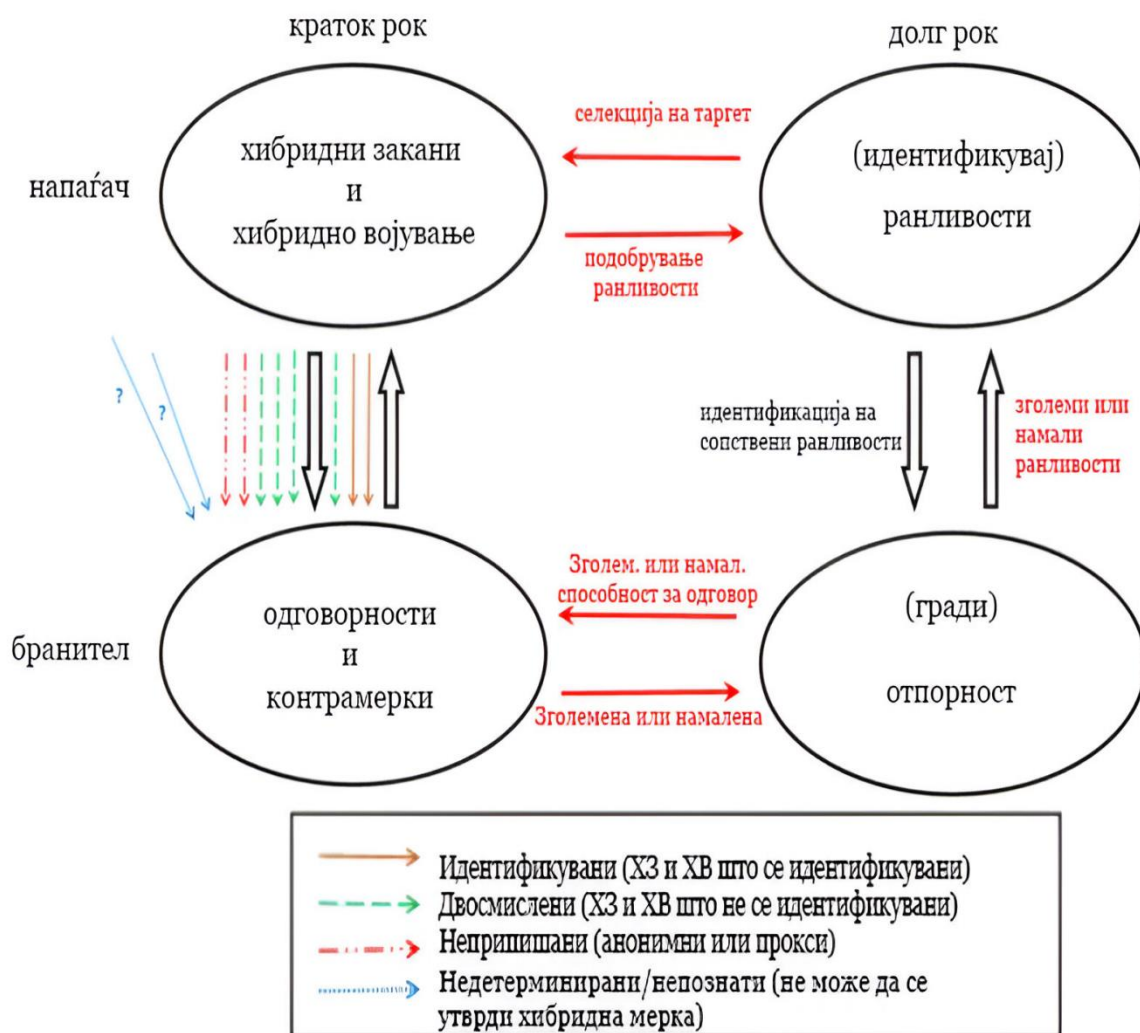 краток рок
долг рок
напаѓач
хибридни закани
и
хибридно војување
селекција на таргет
подобрување
ранливости
(идентификувај)
ранливости
?
?
идентификација на
сопствени ранливости
зголеми или
намали
ранливости
бранител
одговорности
и
контрамерки
Зголем. или намал.
способност за одговор
Зголемена или намалена
(гради)
отпорност
Идентификувани (ХЗ и ХВ што се идентификувани)
Двосмислени (ХЗ и ХВ што не се идентификувани)
Неприпишани (анонимни или прокси)
Недетерминирани/непознати (не може да се
утврди хибридна мерка)